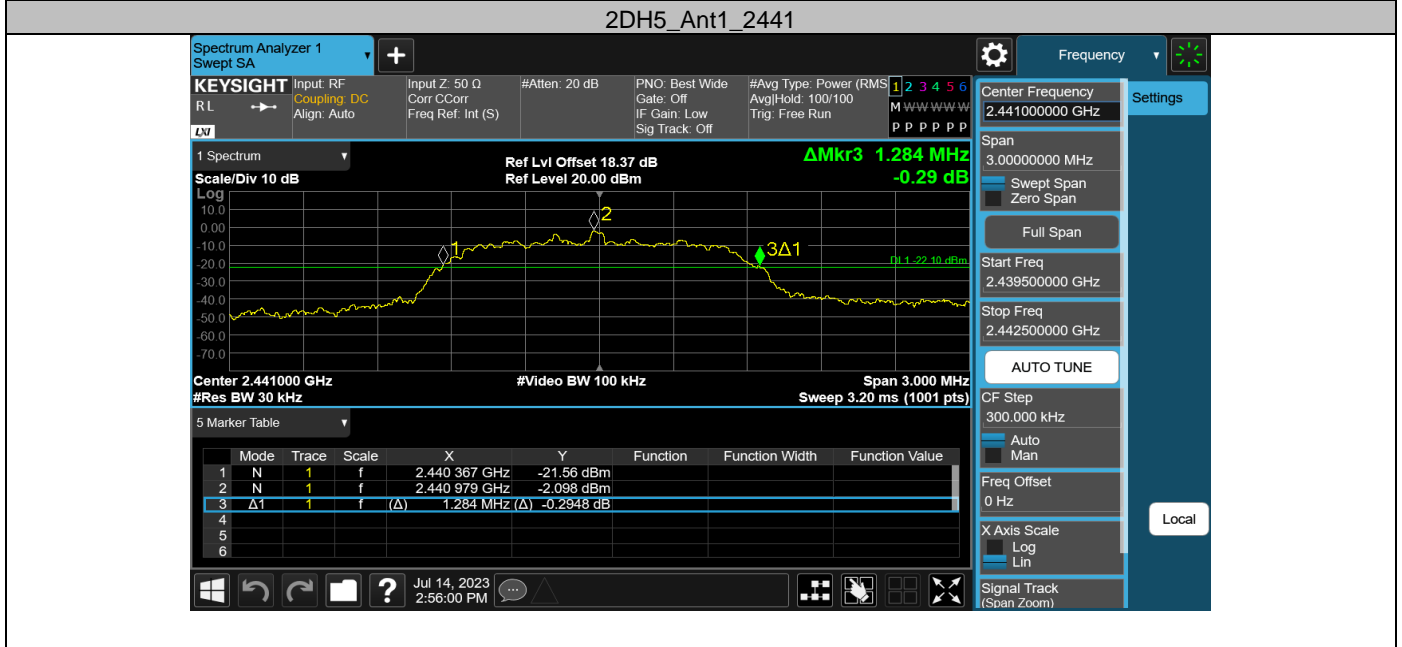 2DH5_Ant1_2441
Spectrum Analyzer 1
Swept SA
+
Frequency
KEYSIGHT
R L
LXI
Input: RF
Coupling: DC
Align: Auto
Input Z: 50 Ω
Corr CCorr
Freq Ref: Int (S)
#Atten: 20 dB
PNO: Best Wide
Gate: Off
IF Gain: Low
Sig Track: Off
#Avg Type: Power (RMS
Avg|Hold: 100/100
Trig: Free Run
1 2 3 4 5 6
M W W W W W
P P P P P P
1 Spectrum
Scale/Div 10 dB
Ref Lvl Offset 18.37 dB
Ref Level 20.00 dBm
ΔMkr3 1.284 MHz
-0.29 dB
Log
10.0
0.00
-10.0
-20.0
-30.0
-40.0
-50.0
-60.0
-70.0
1
2
3Δ1
DL1 -22.10 dBm
Center 2.441000 GHz
#Video BW 100 kHz
Span 3.000 MHz
#Res BW 30 kHz
Sweep 3.20 ms (1001 pts)
5 Marker Table
Mode Trace Scale X Y Function Function Width Function Value
1 N 1 f 2.440 367 GHz -21.56 dBm
2 N 1 f 2.440 979 GHz -2.098 dBm
3 Δ1 1 f (Δ) 1.284 MHz (Δ) -0.2948 dB
4
5
6
?
Jul 14, 2023
2:56:00 PM
Center Frequency
2.441000000 GHz
Settings
Span
3.00000000 MHz
Swept Span
Zero Span
Full Span
Start Freq
2.439500000 GHz
Stop Freq
2.442500000 GHz
AUTO TUNE
CF Step
300.000 kHz
Auto
Man
Freq Offset
0 Hz
Local
X Axis Scale
Log
Lin
Signal Track
(Span Zoom)